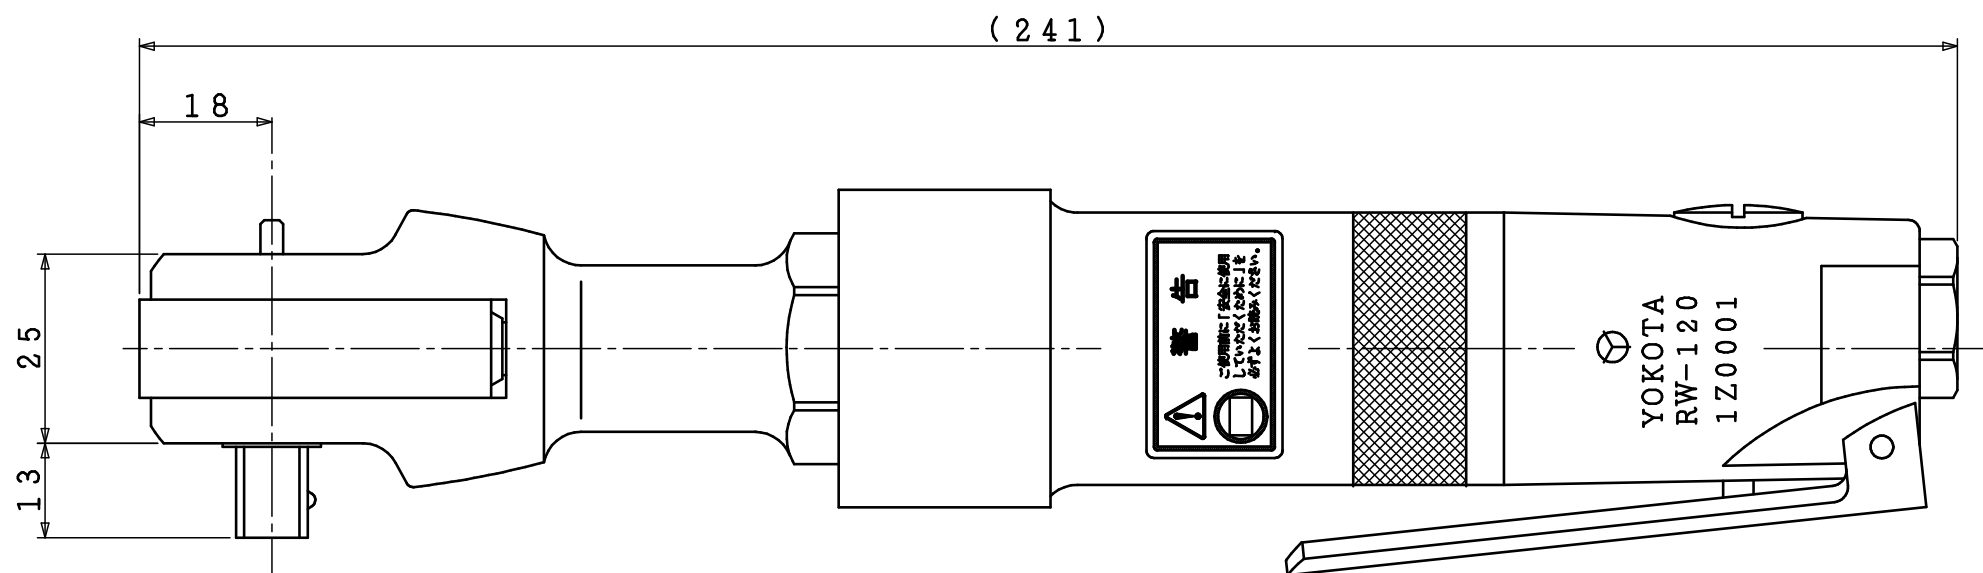 (241)
18
25
13
警告
ご使用前に「安全に使用
していただくために」を
必ずよくお読みください。
YOKOTA
RW-120
1Z0001